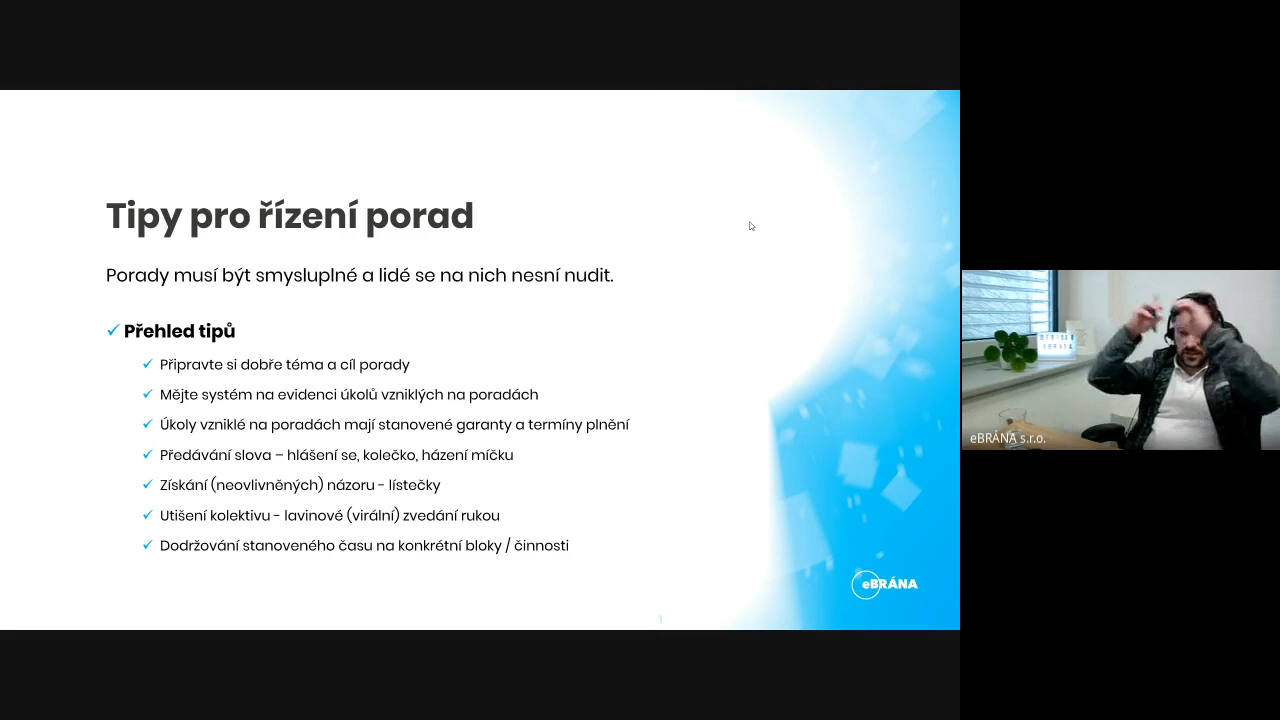 Tipy pro řízení porad
Porady musí být smysluplné a lidé se na nich nesní nudit.
Přehled tipů
Připravte si dobře téma a cíl porady
Mějte systém na evidenci úkolů vzniklých na poradách
Úkoly vzniklé na poradách mají stanovené garanty a termíny plnění
Předávání slova – hlášení se, kolečko, házení míčku
Získání (neovlivněných) názoru - lístečky
Utišení kolektivu - lavinové (virální) zvedání rukou
Dodržování stanoveného času na konkrétní bloky / činnosti
eBRÁNA
eBRÁNA s.r.o.